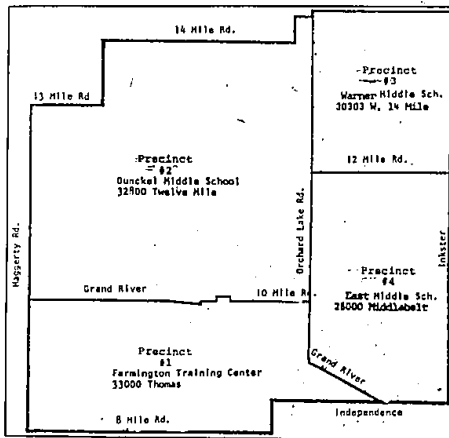 14 Mile Rd.
Precinct
#3
Warner Middle Sch.
30303 W. 14 Mile
13 Mile Rd
12 Mile Rd.
Precinct
#2
Dunckel Middle School
32900 Twelve Mile
Haggerty Rd.
Orchard Lake Rd.
Inkster
Precinct
#4
East Middle Sch.
25000 Middlebelt
Grand River
10 Mile Rd.
Precinct
#1
Farmington Training Center
33000 Thomas
Grand River
8 Mile Rd.
Independence